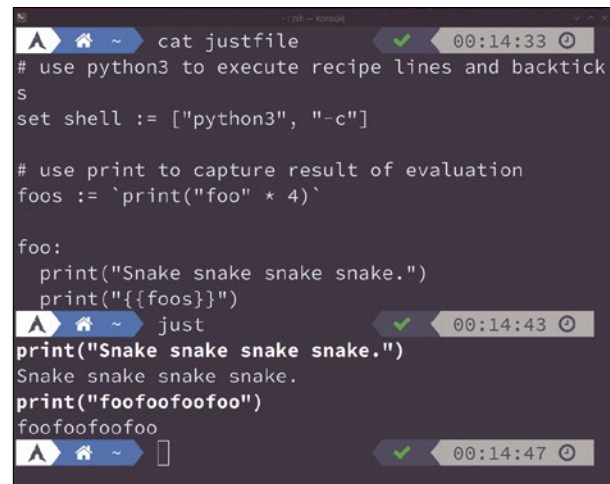 ~ : zsh — Konsole
~ cat justfile 00:14:33
# use python3 to execute recipe lines and backtick
s
set shell := ["python3", "-c"]
# use print to capture result of evaluation
foos := `print("foo" * 4)`
foo:
print("Snake snake snake snake.")
print("{{foos}}")
~ just 00:14:43
print("Snake snake snake snake.")
Snake snake snake snake.
print("foofoofoofoo")
foofoofoofoo
~ 00:14:47